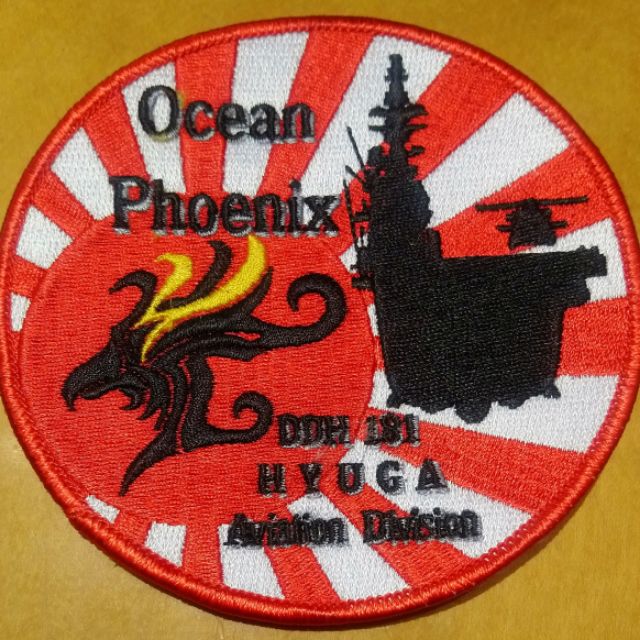 Ocean
Phoenix
DDH 181
HYUGA
Aviation Division